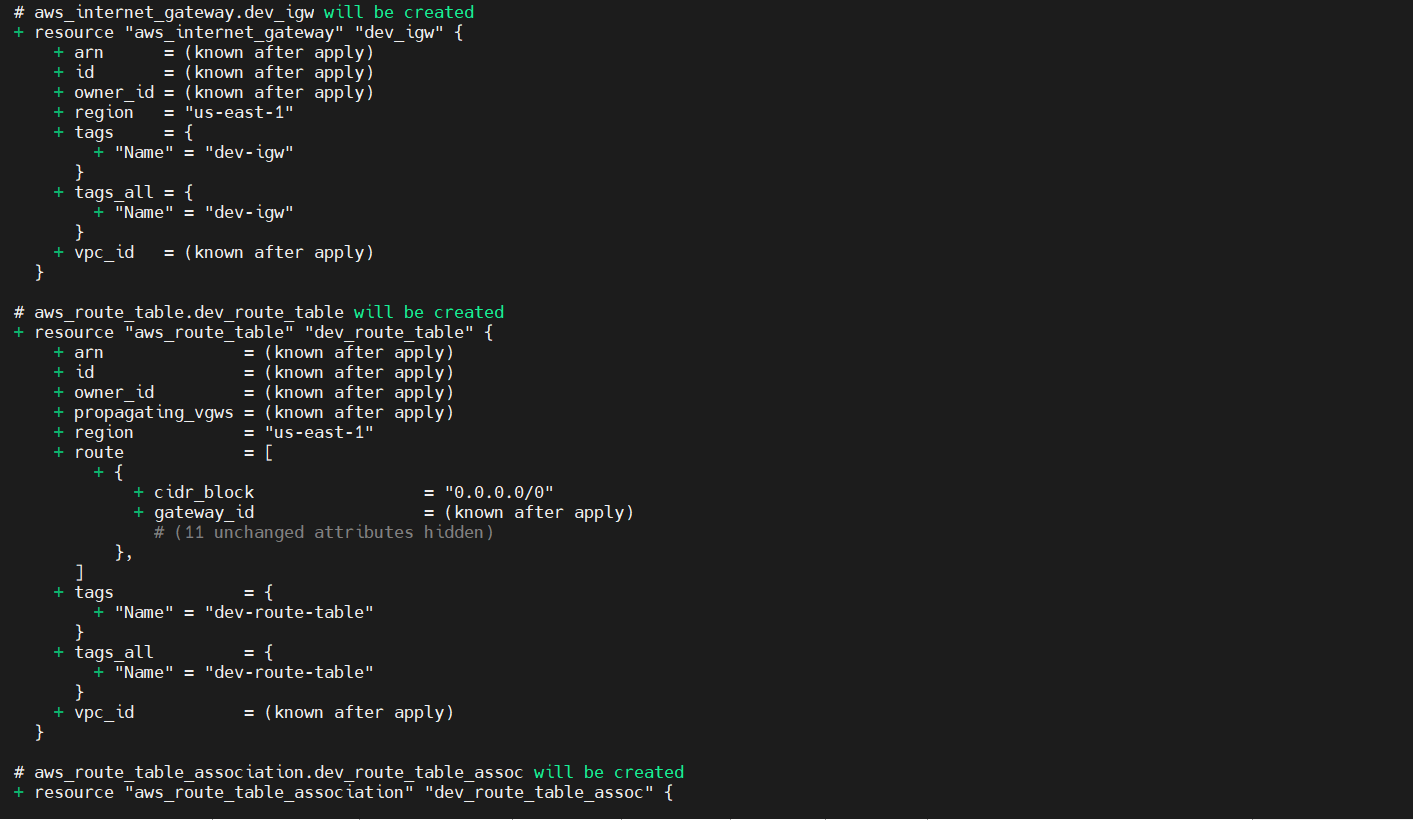 # aws_internet_gateway.dev_igw will be created
+ resource "aws_internet_gateway" "dev_igw" {
    + arn      = (known after apply)
    + id       = (known after apply)
    + owner_id = (known after apply)
    + region   = "us-east-1"
    + tags     = {
        + "Name" = "dev-igw"
      }
    + tags_all = {
        + "Name" = "dev-igw"
      }
    + vpc_id   = (known after apply)
  }

# aws_route_table.dev_route_table will be created
+ resource "aws_route_table" "dev_route_table" {
    + arn              = (known after apply)
    + id               = (known after apply)
    + owner_id         = (known after apply)
    + propagating_vgws = (known after apply)
    + region           = "us-east-1"
    + route            = [
        + {
            + cidr_block                 = "0.0.0.0/0"
            + gateway_id                 = (known after apply)
              # (11 unchanged attributes hidden)
          },
      ]
    + tags             = {
        + "Name" = "dev-route-table"
      }
    + tags_all         = {
        + "Name" = "dev-route-table"
      }
    + vpc_id           = (known after apply)
  }

# aws_route_table_association.dev_route_table_assoc will be created
+ resource "aws_route_table_association" "dev_route_table_assoc" {